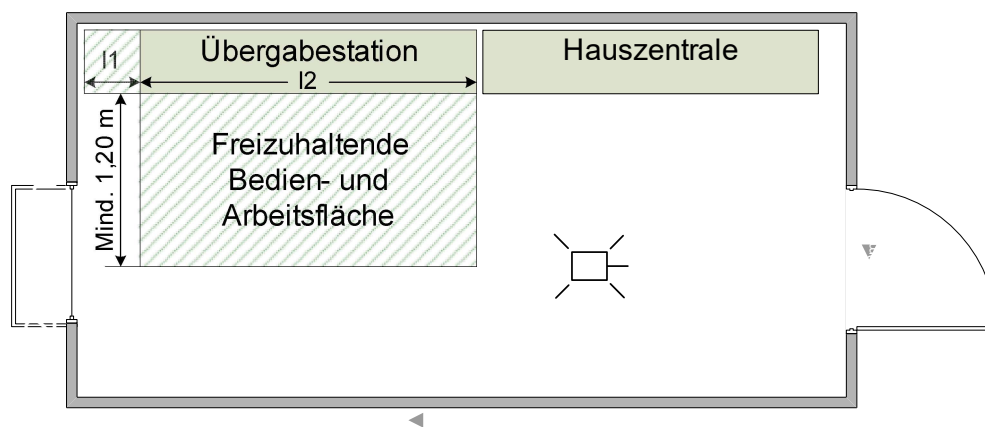 l1
Übergabestation
l2
Hauszentrale
Mind. 1,20 m
Freizuhaltende
Bedien- und
Arbeitsfläche